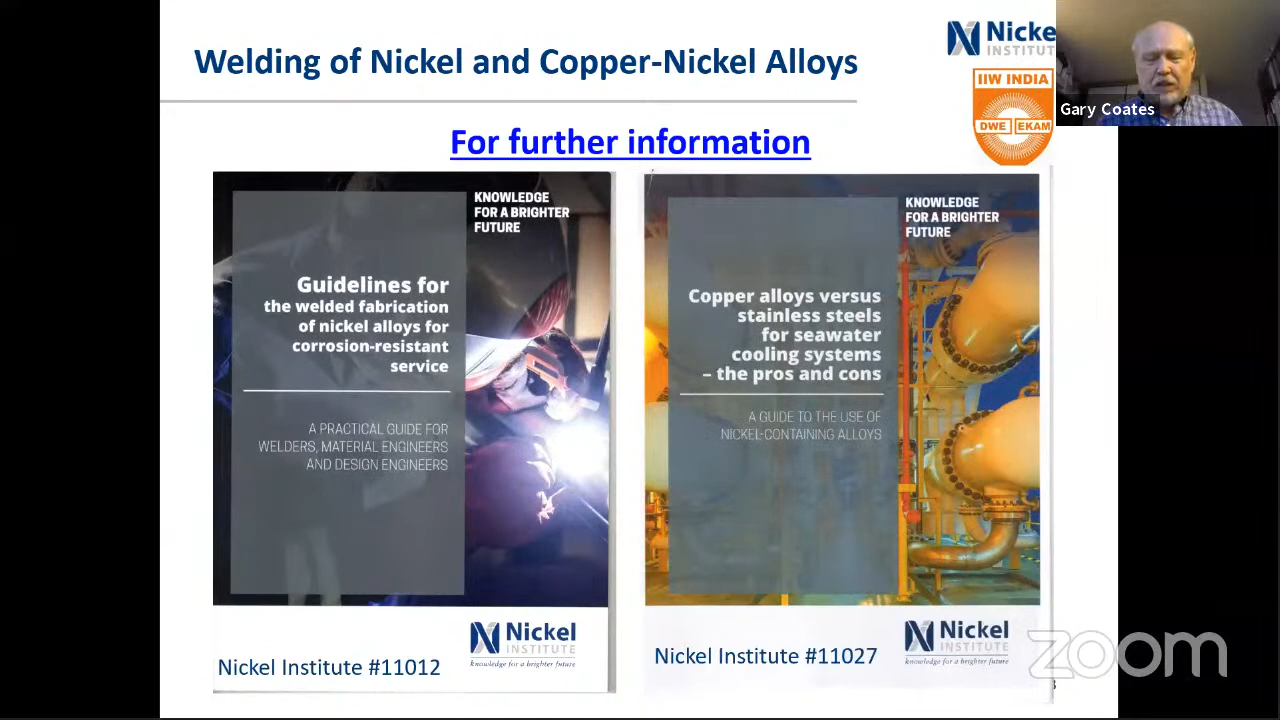 Welding of Nickel and Copper-Nickel Alloys
Nicke
INSTITUT
IIW INDIA
DWE EKAM
Gary Coates
For further information
KNOWLEDGE
FOR A BRIGHTER
FUTURE
Guidelines for
the welded fabrication
of nickel alloys for
corrosion-resistant
service
A PRACTICAL GUIDE FOR
WELDERS, MATERIAL ENGINEERS
AND DESIGN ENGINEERS
Nickel
INSTITUTE
knowledge for a brighter future
Nickel Institute #11012
KNOWLEDGE
FOR A BRIGHTER
FUTURE
Copper alloys versus
stainless steels
for seawater
cooling systems
– the pros and cons
A GUIDE TO THE USE OF
NICKEL-CONTAINING ALLOYS
Nickel
INSTITUTE
knowledge for a brighter future
Nickel Institute #11027
zoom